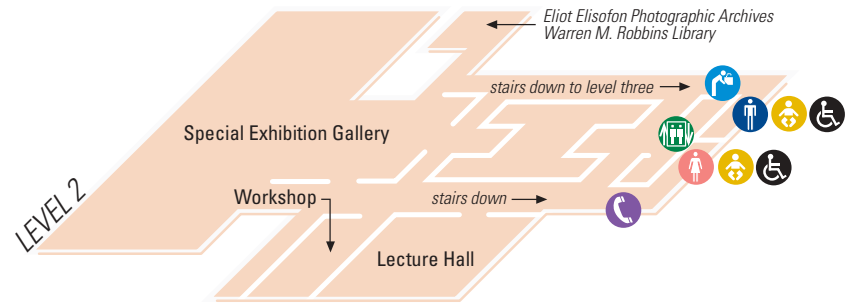 Eliot Elisofon Photographic Archives
Warren M. Robbins Library
stairs down to level three
Special Exhibition Gallery
Workshop
stairs down
LEVEL 2
Lecture Hall